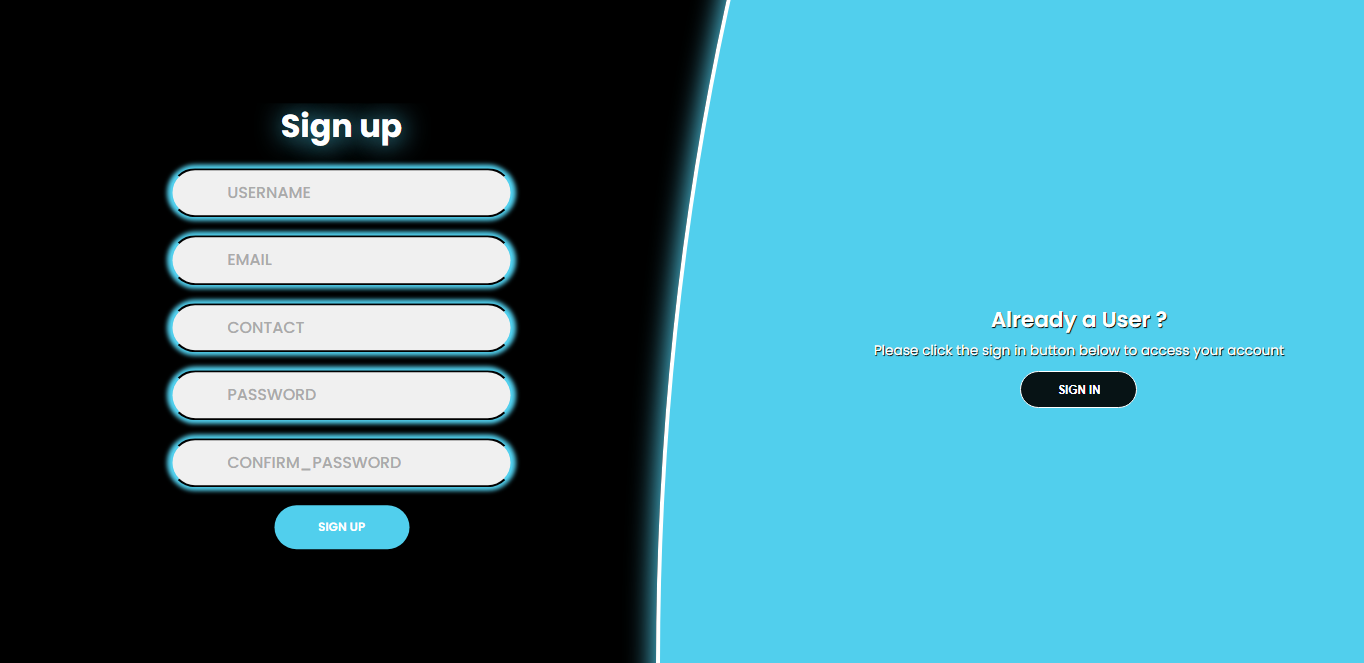 Sign up
USERNAME
EMAIL
CONTACT
PASSWORD
CONFIRM_PASSWORD
SIGN UP
Already a User ?
Please click the sign in button below to access your account
SIGN IN